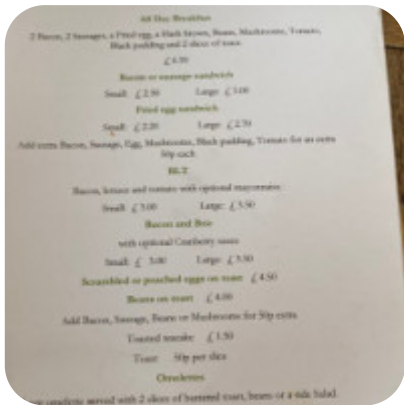 All Day Breakfast
2 Bacon, 2 Sausages, a Fried egg, a Hash brown, Beans, Mushrooms, Tomato,
Black pudding and 2 slices of toast.
Bacon or sausage sandwich
Small: £2.50 Large: £3.00
Fried egg sandwich
Small: £2.20 Large: £2.70
Add extra Bacon, Sausage, Egg, Mushrooms, Black pudding, Tomato for an extra
50p each
BLT
Bacon, lettuce and tomato with optional mayonnaise
Small: £3.00 Large: £3.50
Bacon and Brie
with optional Cranberry sauce
Small: £ 3.00 Large: £3.50
Scrambled or poached eggs on toast £4.50
Beans on toast £4.00
Add Bacon, Sausage, Beans or Mushrooms for 50p extra
Toasted teacake £1.50
Toast 50p per slice
Omelettes
omelette served with 2 slices of buttered toast, beans or a side Salad